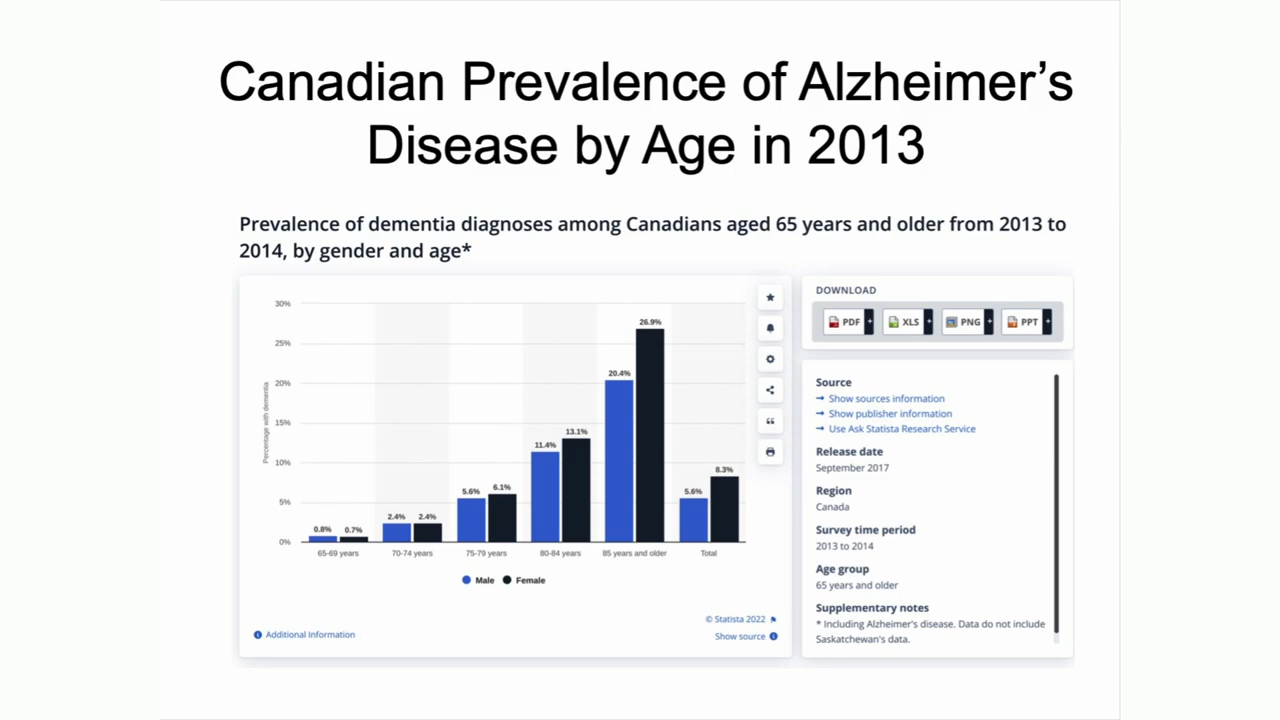 Canadian Prevalence of Alzheimer’s
Disease by Age in 2013
Prevalence of dementia diagnoses among Canadians aged 65 years and older from 2013 to
2014, by gender and age*
Percentage with dementia
30%
25%
20%
15%
10%
5%
0%
0.8%
0.7%
2.4%
2.4%
5.6%
6.1%
11.4%
13.1%
20.4%
26.9%
5.6%
8.3%
65-69 years
70-74 years
75-79 years
80-84 years
85 years and older
Total
Male
Female
© Statista 2022
Additional Information
Show source
DOWNLOAD
PDF +
XLS +
PNG +
PPT +
Source
→ Show sources information
→ Show publisher information
→ Use Ask Statista Research Service
Release date
September 2017
Region
Canada
Survey time period
2013 to 2014
Age group
65 years and older
Supplementary notes
* Including Alzheimer's disease. Data do not include
Saskatchewan's data.